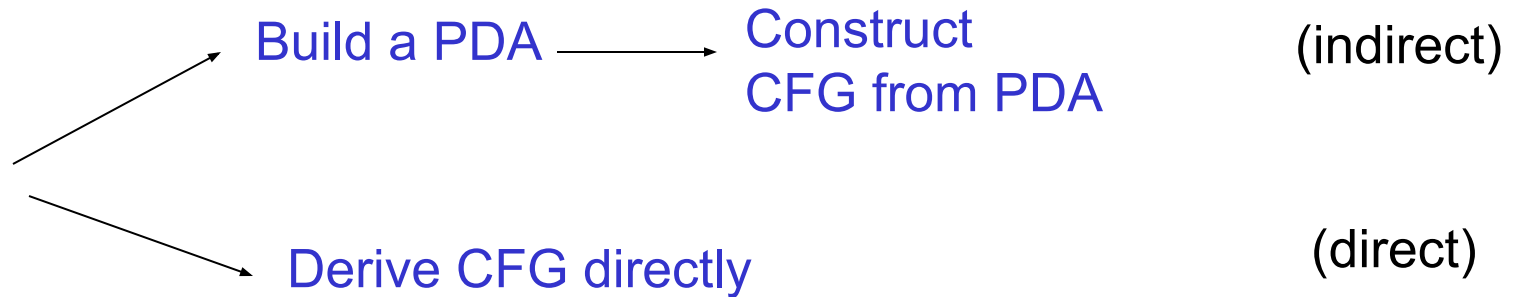 Build a PDA
Construct
CFG from PDA
(indirect)
Derive CFG directly
(direct)